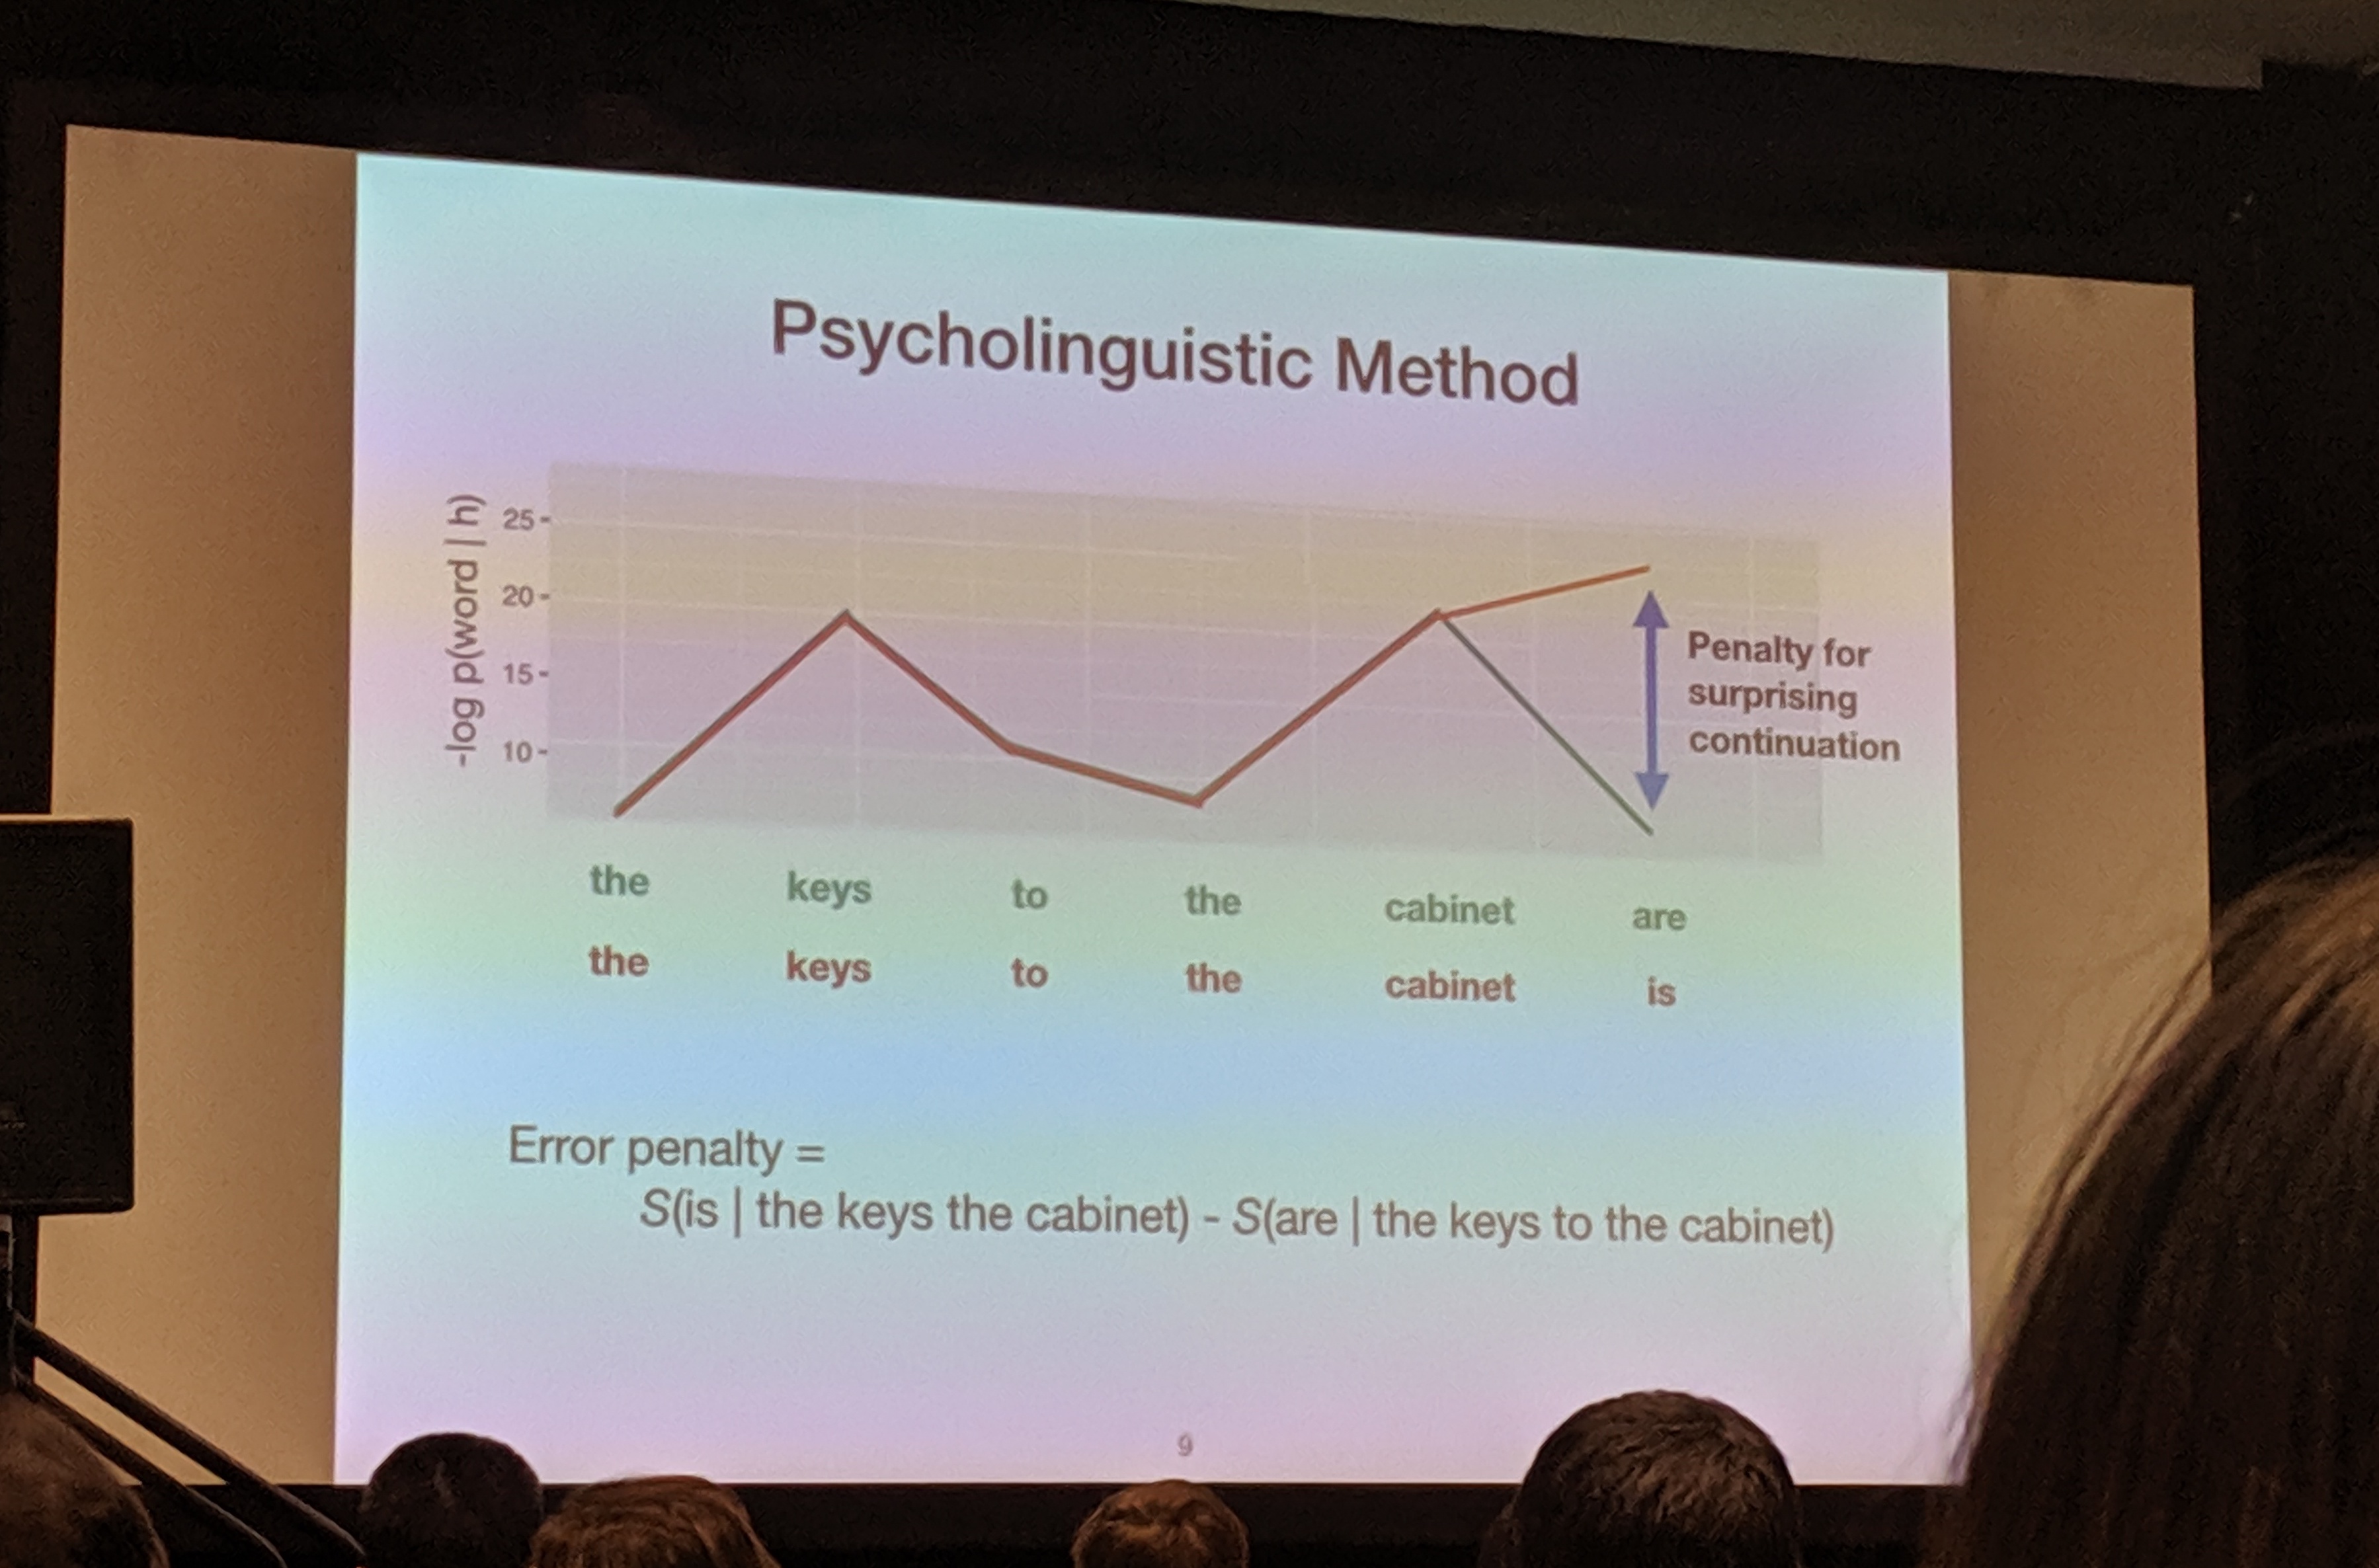 Psycholinguistic Method
-log p(word | h)
25
20
15
10
Penalty for
surprising
continuation
the keys to the cabinet are
the keys to the cabinet is
Error penalty =
S(is | the keys the cabinet) - S(are | the keys to the cabinet)
9